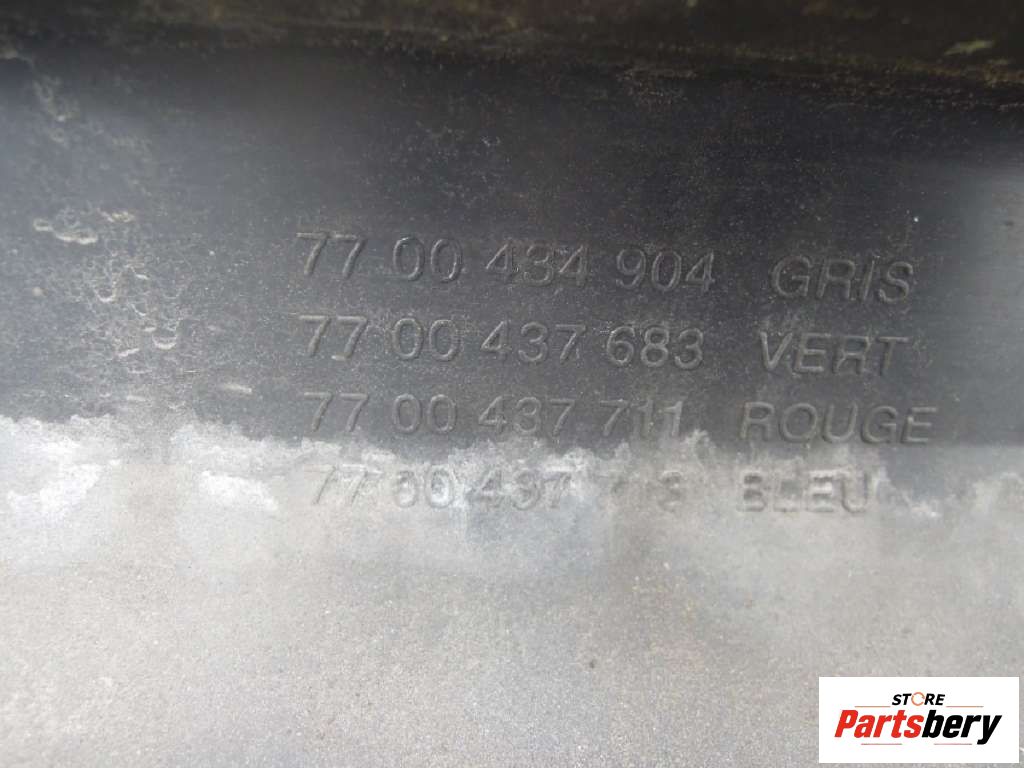 77 00 434 904 GRIS
77 00 437 683 VERT
77 00 437 711 ROUGE
77 00 437 BLEU
STORE
Partsbery